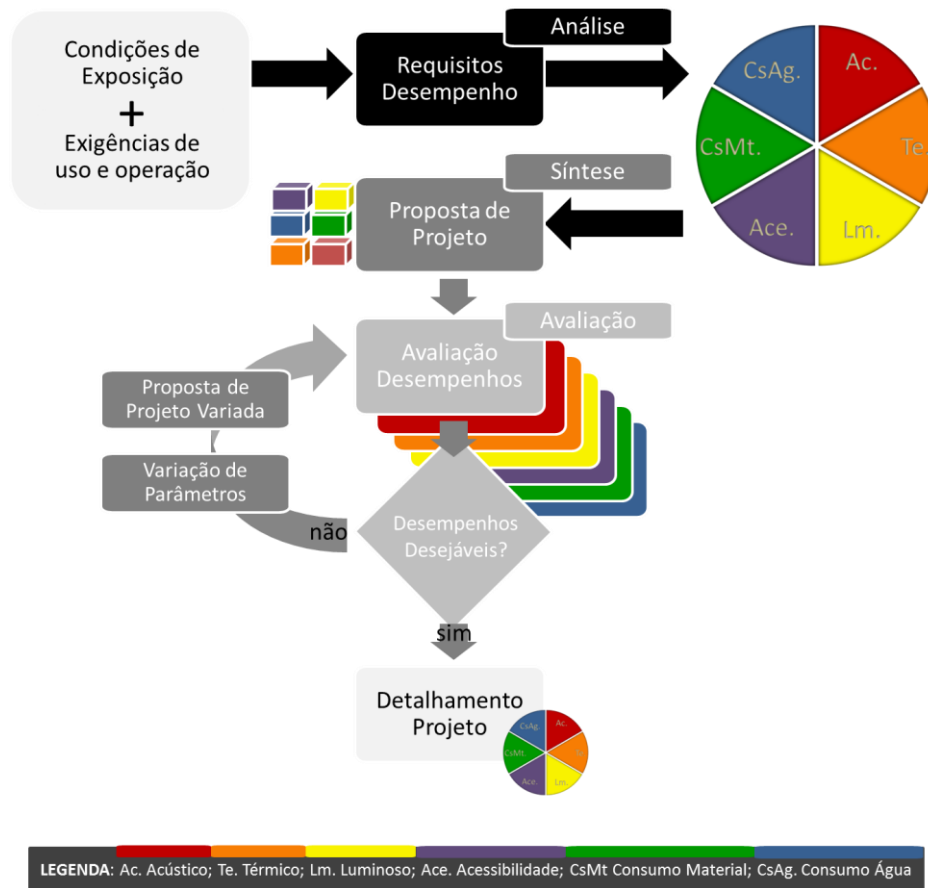 Condições de
Exposição
+
Exigências de
uso e operação
Análise
Requisitos
Desempenho
CsAg.
Ac.
CsMt.
Te.
Ace.
Lm.
Síntese
Proposta de
Projeto
Avaliação
Avaliação
Desempenhos
Proposta de
Projeto Variada
Variação de
Parâmetros
não
Desempenhos
Desejáveis?
sim
Detalhamento
Projeto
CsAg.
Ac.
CsMt.
Te.
Ace.
Lm.
LEGENDA: Ac. Acústico; Te. Térmico; Lm. Luminoso; Ace. Acessibilidade; CsMt Consumo Material; CsAg. Consumo Água